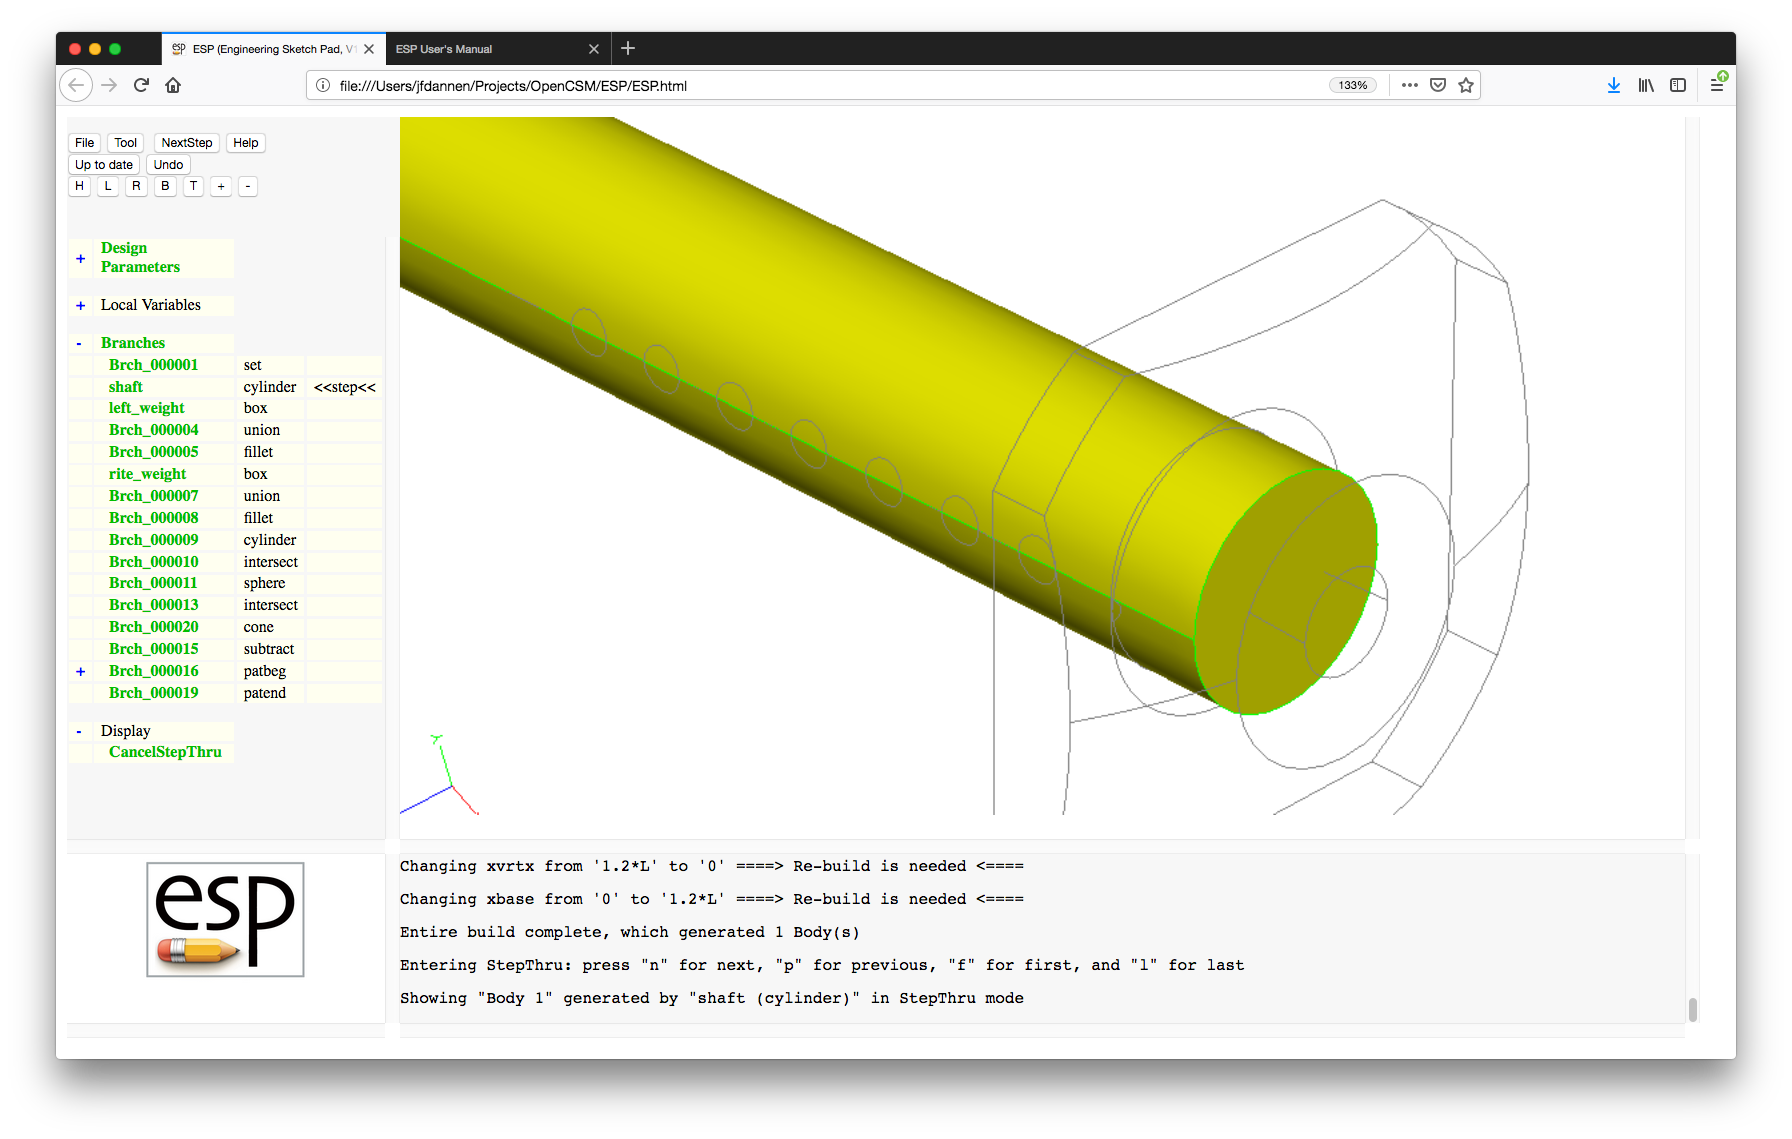 ESP (Engineering Sketch Pad, V1
ESP User's Manual
file:///Users/jfdannen/Projects/OpenCSM/ESP/ESP.html
133%
File Tool NextStep Help
Up to date Undo
H L R B T + -
+ Design
Parameters
+ Local Variables
- Branches
Brch_000001 set
shaft cylinder <<step<<
left_weight box
Brch_000004 union
Brch_000005 fillet
rite_weight box
Brch_000007 union
Brch_000008 fillet
Brch_000009 cylinder
Brch_000010 intersect
Brch_000011 sphere
Brch_000013 intersect
Brch_000020 cone
Brch_000015 subtract
+ Brch_000016 patbeg
Brch_000019 patend
- Display
CancelStepThru
Y
esp
Changing xvrtx from '1.2*L' to '0' ====> Re-build is needed <====
Changing xbase from '0' to '1.2*L' ====> Re-build is needed <====
Entire build complete, which generated 1 Body(s)
Entering StepThru: press "n" for next, "p" for previous, "f" for first, and "l" for last
Showing "Body 1" generated by "shaft (cylinder)" in StepThru mode